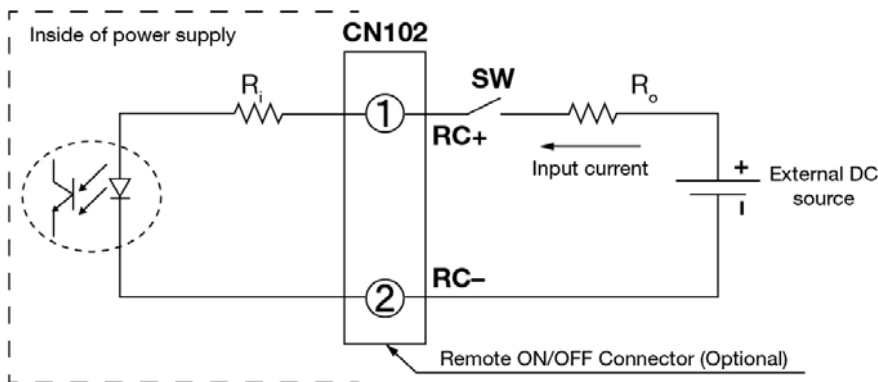 Inside of power supply
CN102
Ri
1
SW
Ro
RC+
Input current
+
External DC
source
2
RC−
Remote ON/OFF Connector (Optional)